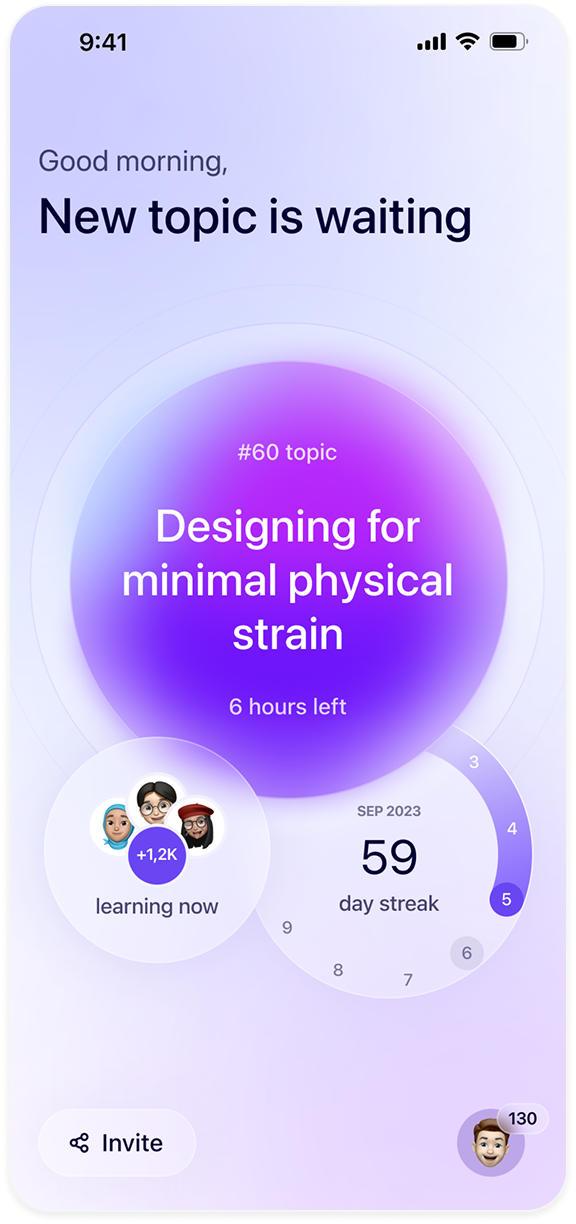 9:41
Good morning,
New topic is waiting
#60 topic
Designing for
minimal physical
strain
6 hours left
+1,2K
learning now
SEP 2023
59
day streak
3
4
5
6
7
8
9
Invite
130